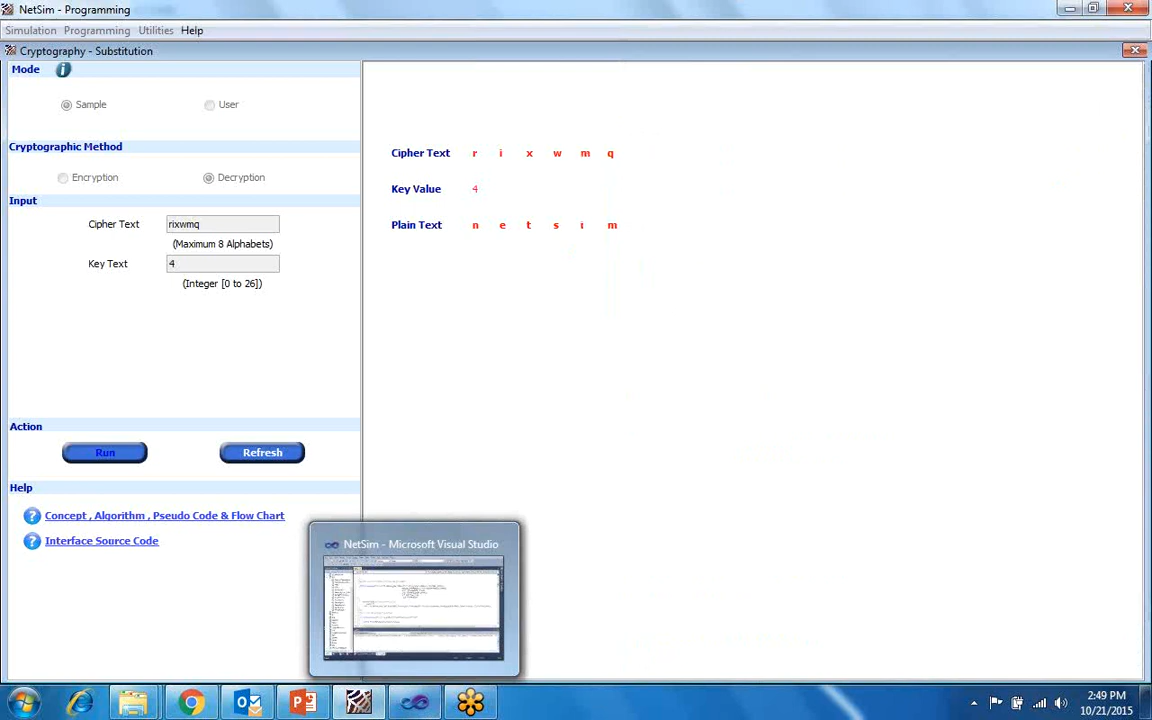 NetSim - Programming
Simulation Programming Utilities Help
Cryptography - Substitution
Mode
Sample User
Cryptographic Method
Encryption Decryption
Input
Cipher Text rixwmq
(Maximum 8 Alphabets)
Key Text 4
(Integer [0 to 26])
Action
Run Refresh
Help
Concept , Algorithm , Pseudo Code & Flow Chart
Interface Source Code
Cipher Text r i x w m q
Key Value 4
Plain Text n e t s i m
NetSim - Microsoft Visual Studio
2:49 PM
10/21/2015